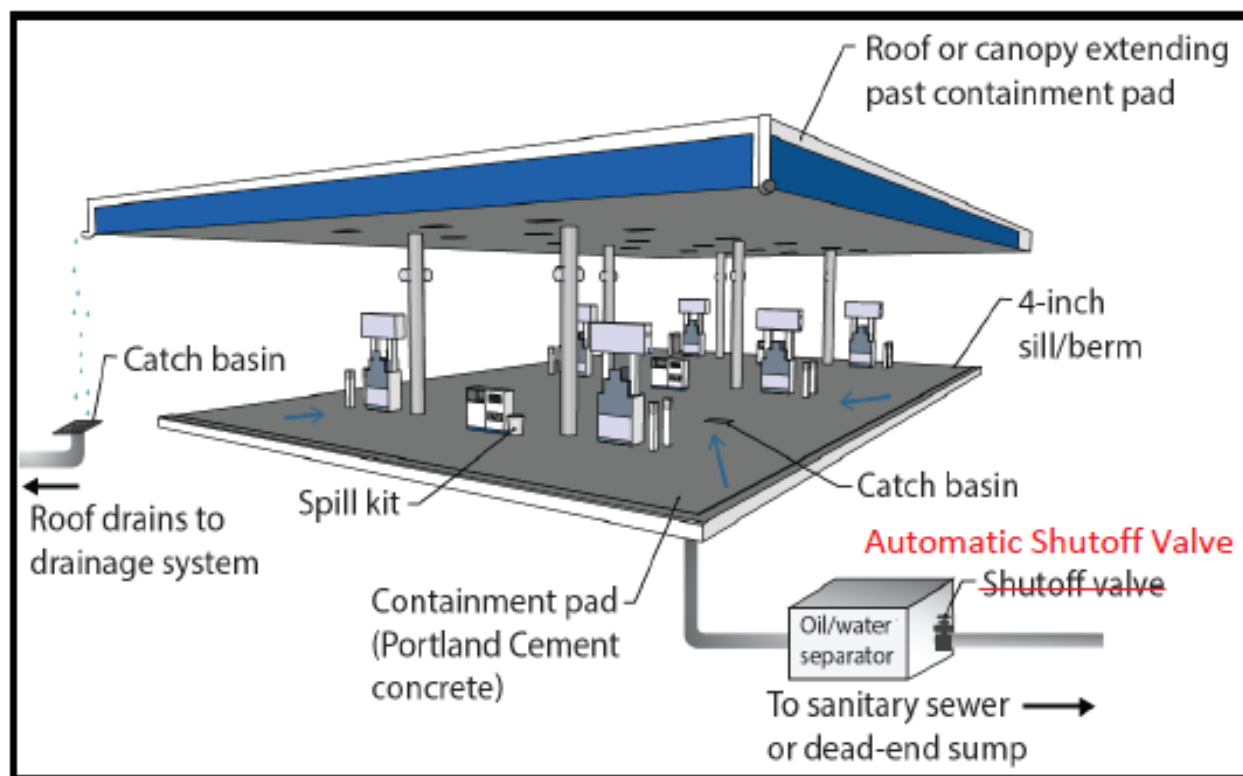 Roof or canopy extending
past containment pad
4-inch
sill/berm
Catch basin
Spill kit
Catch basin
Roof drains to
drainage system
Automatic Shutoff Valve
Shutoff valve
Containment pad
(Portland Cement
concrete)
Oil/water
separator
To sanitary sewer
or dead-end sump